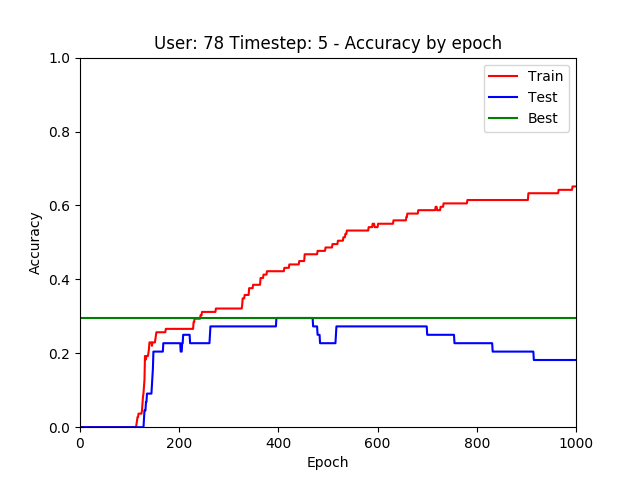 User: 78 Timestep: 5 - Accuracy by epoch
1.0
0.8
0.6
0.4
0.2
0.0
Accuracy
Train
Test
Best
0 200 400 600 800 1000
Epoch